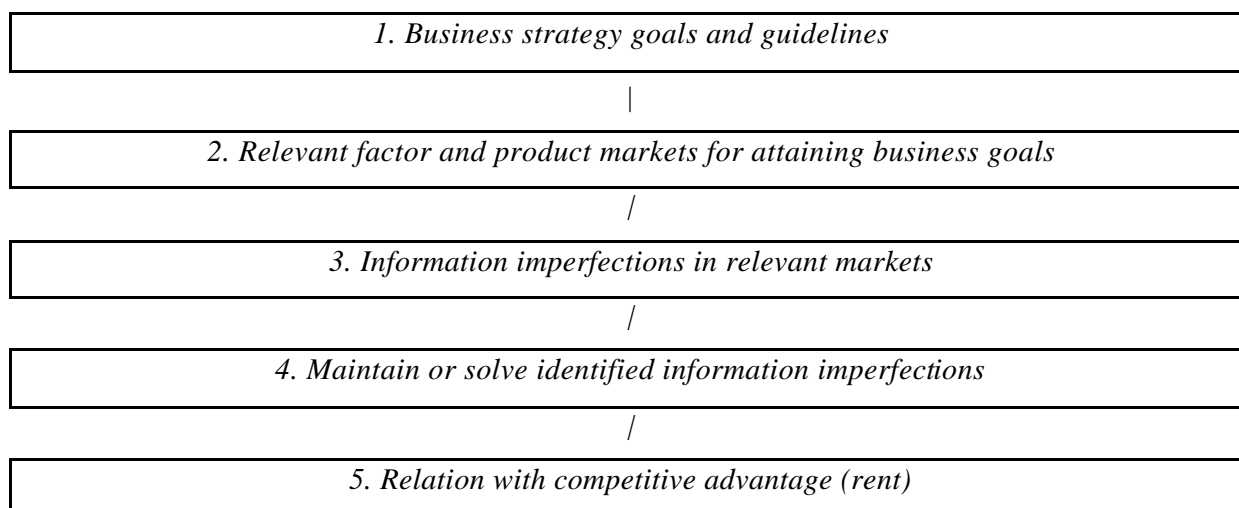 1. Business strategy goals and guidelines
|
2. Relevant factor and product markets for attaining business goals
/
3. Information imperfections in relevant markets
/
4. Maintain or solve identified information imperfections
/
5. Relation with competitive advantage (rent)